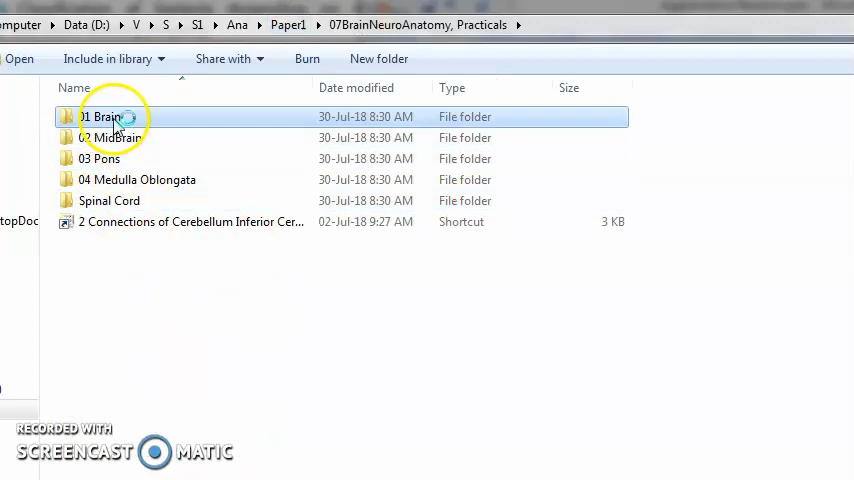 omputer Data (D:) V S S1 Ana Paper1 07BrainNeuroAnatomy, Practicals
Open Include in library Share with Burn New folder
Name Date modified Type Size
01 Brain 30-Jul-18 8:30 AM File folder
02 MidBrain 30-Jul-18 8:30 AM File folder
03 Pons 30-Jul-18 8:30 AM File folder
04 Medulla Oblongata 30-Jul-18 8:30 AM File folder
Spinal Cord 30-Jul-18 8:30 AM File folder
topDoc 2 Connections of Cerebellum Inferior Cer... 02-Jul-18 9:27 AM Shortcut 3 KB
RECORDED WITH
SCREENCAST MATIC